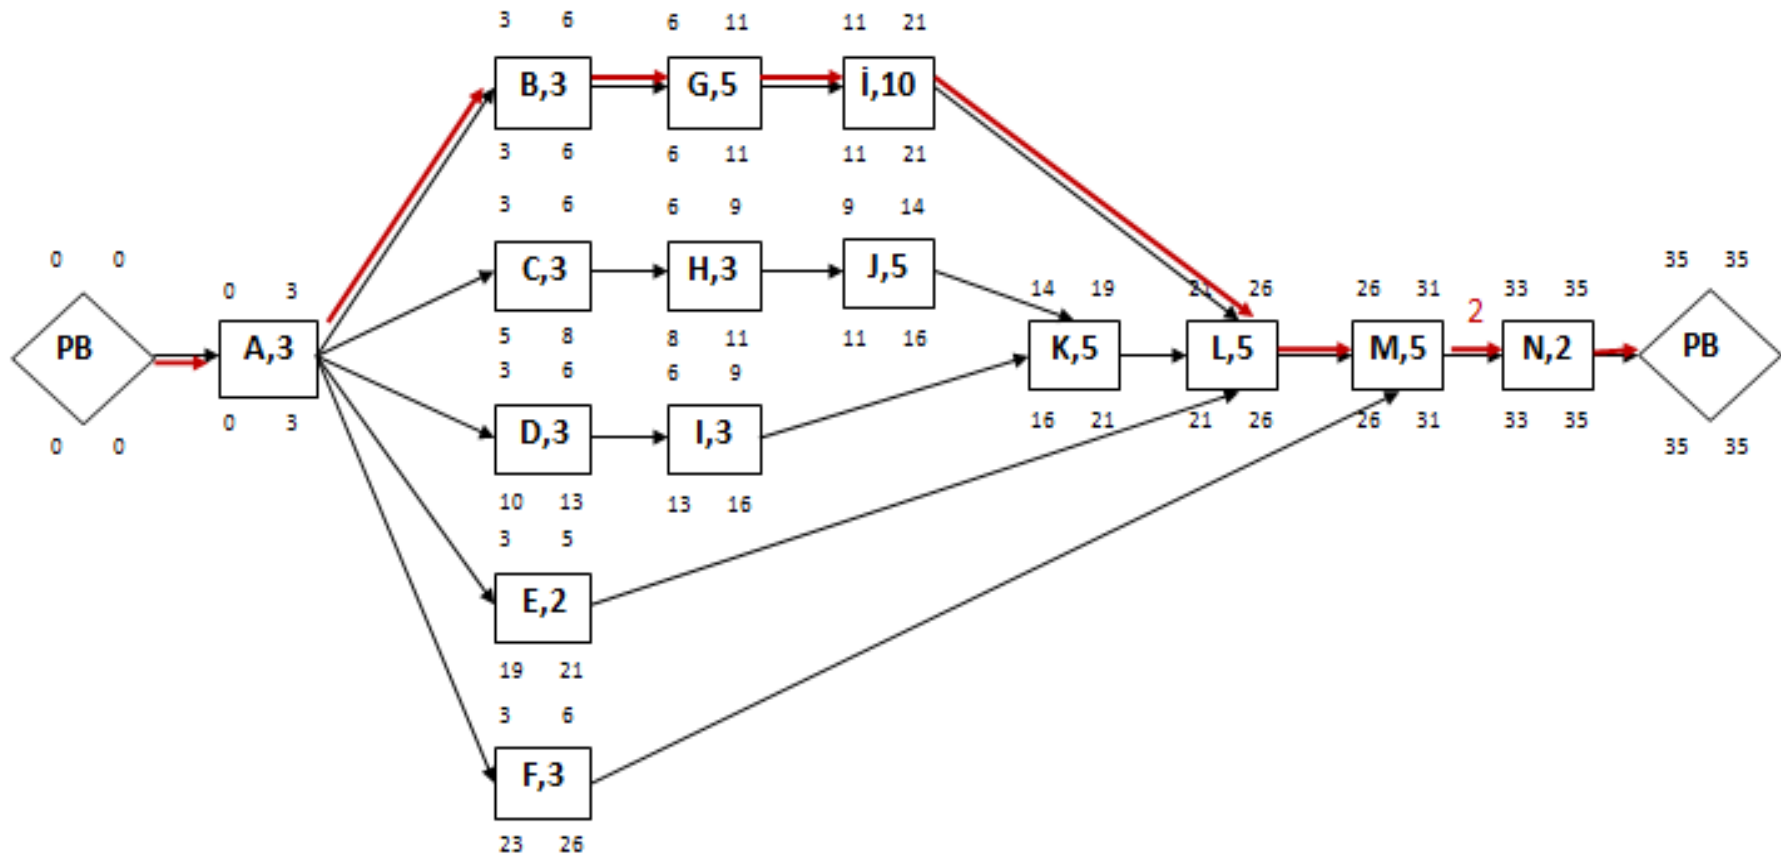 3 6 6 11 11 21
B,3 G,5 İ,10
3 6 6 11 11 21
3 6 6 9 9 14
0 0 35 35
C,3 H,3 J,5
0 3 14 19 21 26 26 31 33 35
2
5 8 8 11 11 16
PB A,3 K,5 L,5 M,5 N,2 PB
3 6 6 9
0 3 16 21 21 26 26 31 33 35
D,3 I,3
0 0 35 35
10 13 13 16
3 5
E,2
19 21
3 6
F,3
23 26